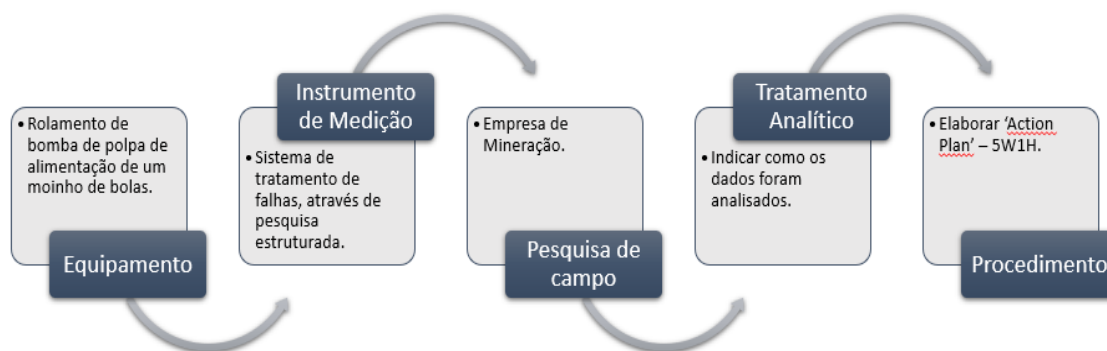 • Rolamento de
bomba de polpa de
alimentação de um
moinho de bolas.
Equipamento
Instrumento
de Medição
• Sistema de
tratamento de
falhas, através de
pesquisa
estruturada.
• Empresa de
Mineração.
Pesquisa de
campo
Tratamento
Analítico
• Indicar como os
dados foram
analisados.
• Elaborar ‘Action
Plan’ – 5W1H.
Procedimento